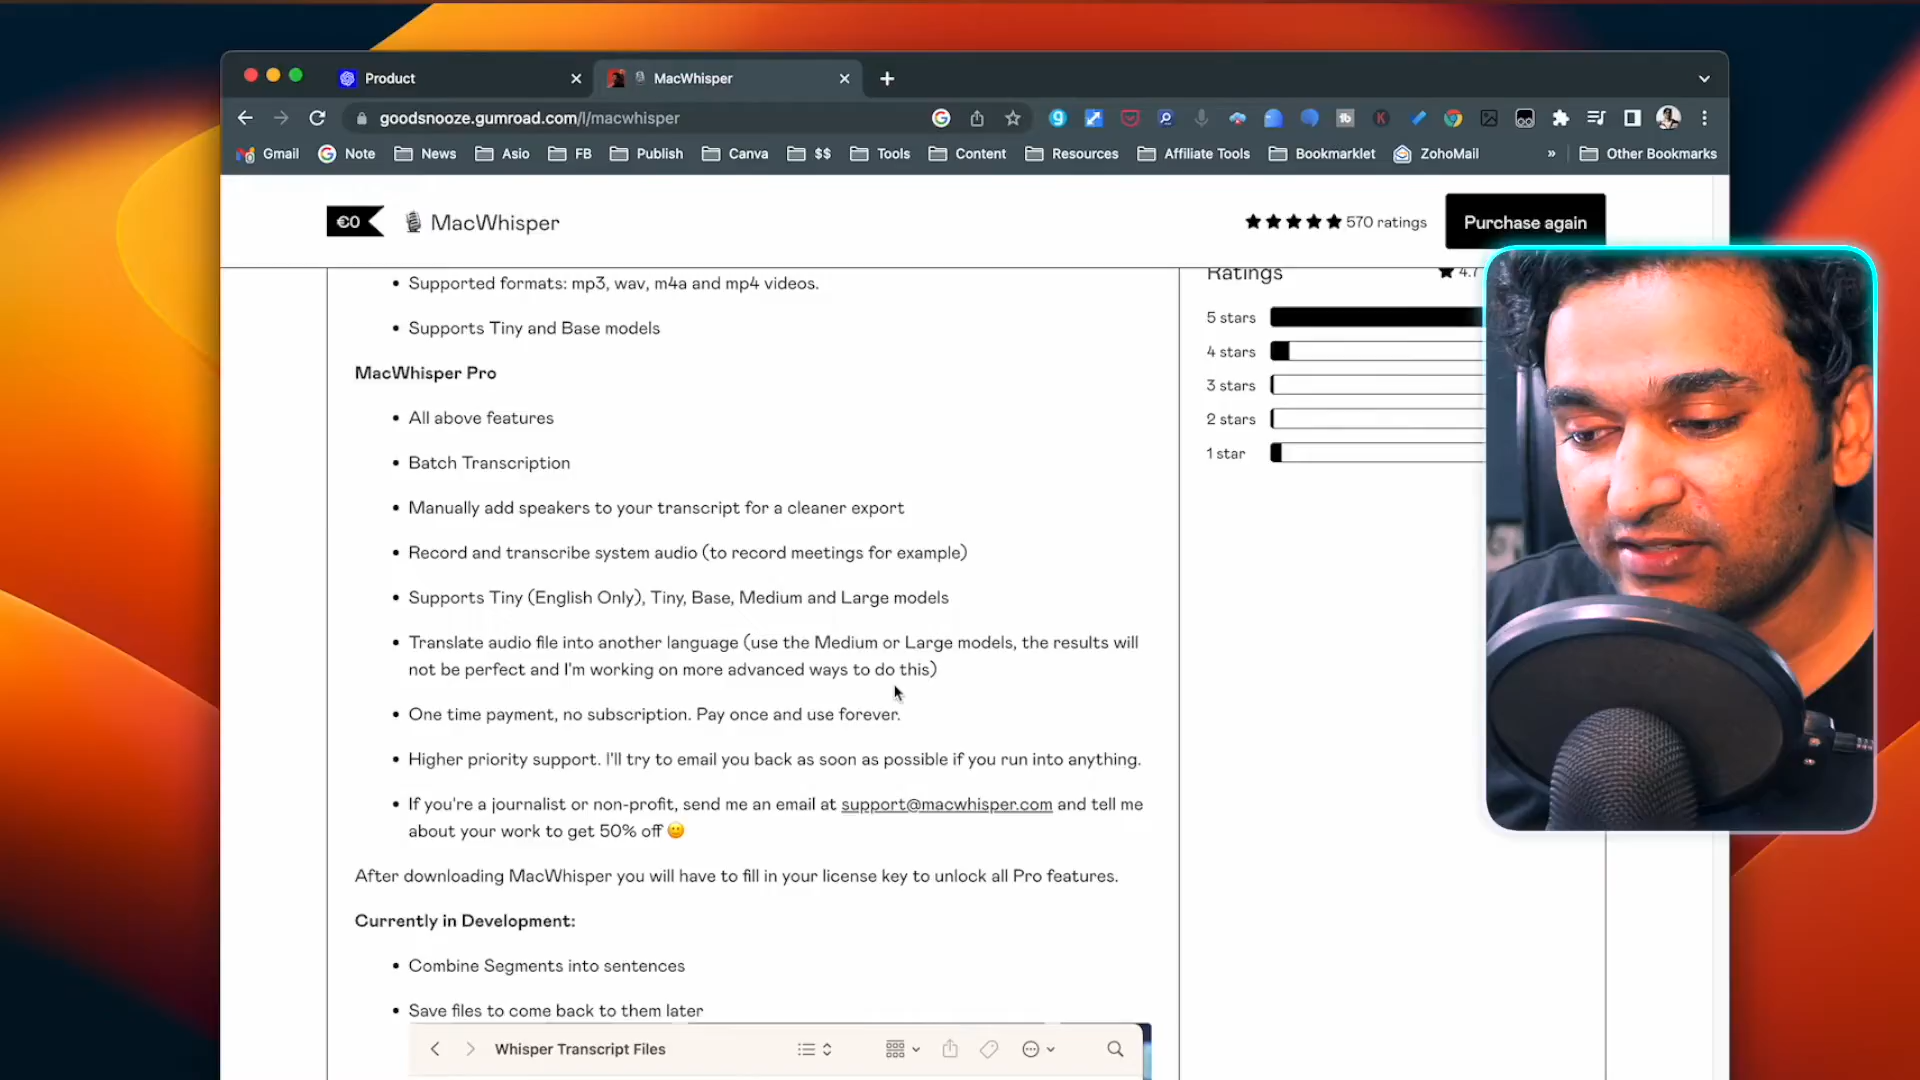 Product
MacWhisper
goodsnooze.gumroad.com/l/macwhisper
Gmail Note News Asio FB Publish Canva $$ Tools Content Resources Affiliate Tools Bookmarklet ZohoMail » Other Bookmarks
€0 MacWhisper 570 ratings Purchase again
• Supported formats: mp3, wav, m4a and mp4 videos.
• Supports Tiny and Base models
MacWhisper Pro
• All above features
• Batch Transcription
• Manually add speakers to your transcript for a cleaner export
• Record and transcribe system audio (to record meetings for example)
• Supports Tiny (English Only), Tiny, Base, Medium and Large models
• Translate audio file into another language (use the Medium or Large models, the results will
not be perfect and I'm working on more advanced ways to do this)
• One time payment, no subscription. Pay once and use forever.
• Higher priority support. I'll try to email you back as soon as possible if you run into anything.
• If you're a journalist or non-profit, send me an email at support@macwhisper.com and tell me
about your work to get 50% off 🙂
After downloading MacWhisper you will have to fill in your license key to unlock all Pro features.
Currently in Development:
• Combine Segments into sentences
• Save files to come back to them later
Whisper Transcript Files
Ratings 4.7
5 stars
4 stars
3 stars
2 stars
1 star